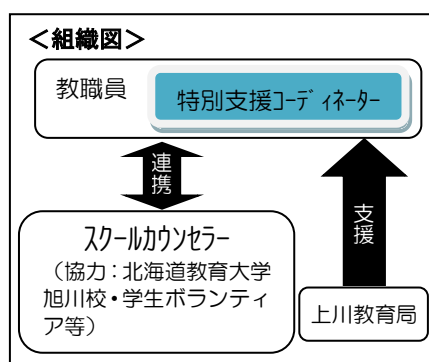 ＜組織図＞
教職員
特別支援ｺｰﾃﾞｨﾈｰﾀｰ
連携
支援
ｽｸｰﾙｶｳﾝｾﾗｰ
（協力：北海道教育大学
旭川校・学生ボランティ
ア等）
上川教育局